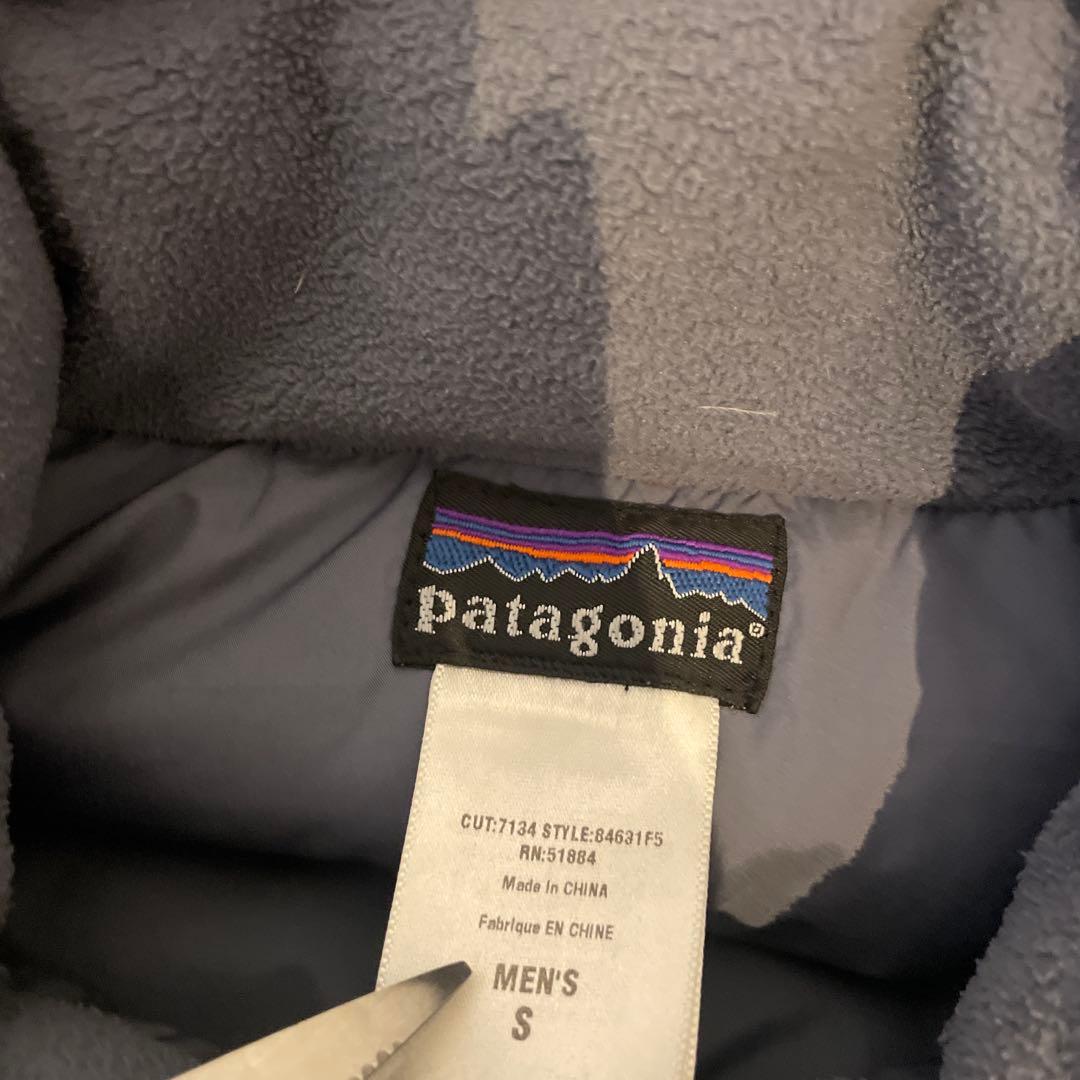 patagonia®
CUT:7134 STYLE:84631F5
RN:51884
Made in CHINA
Fabrique EN CHINE
MEN'S
S